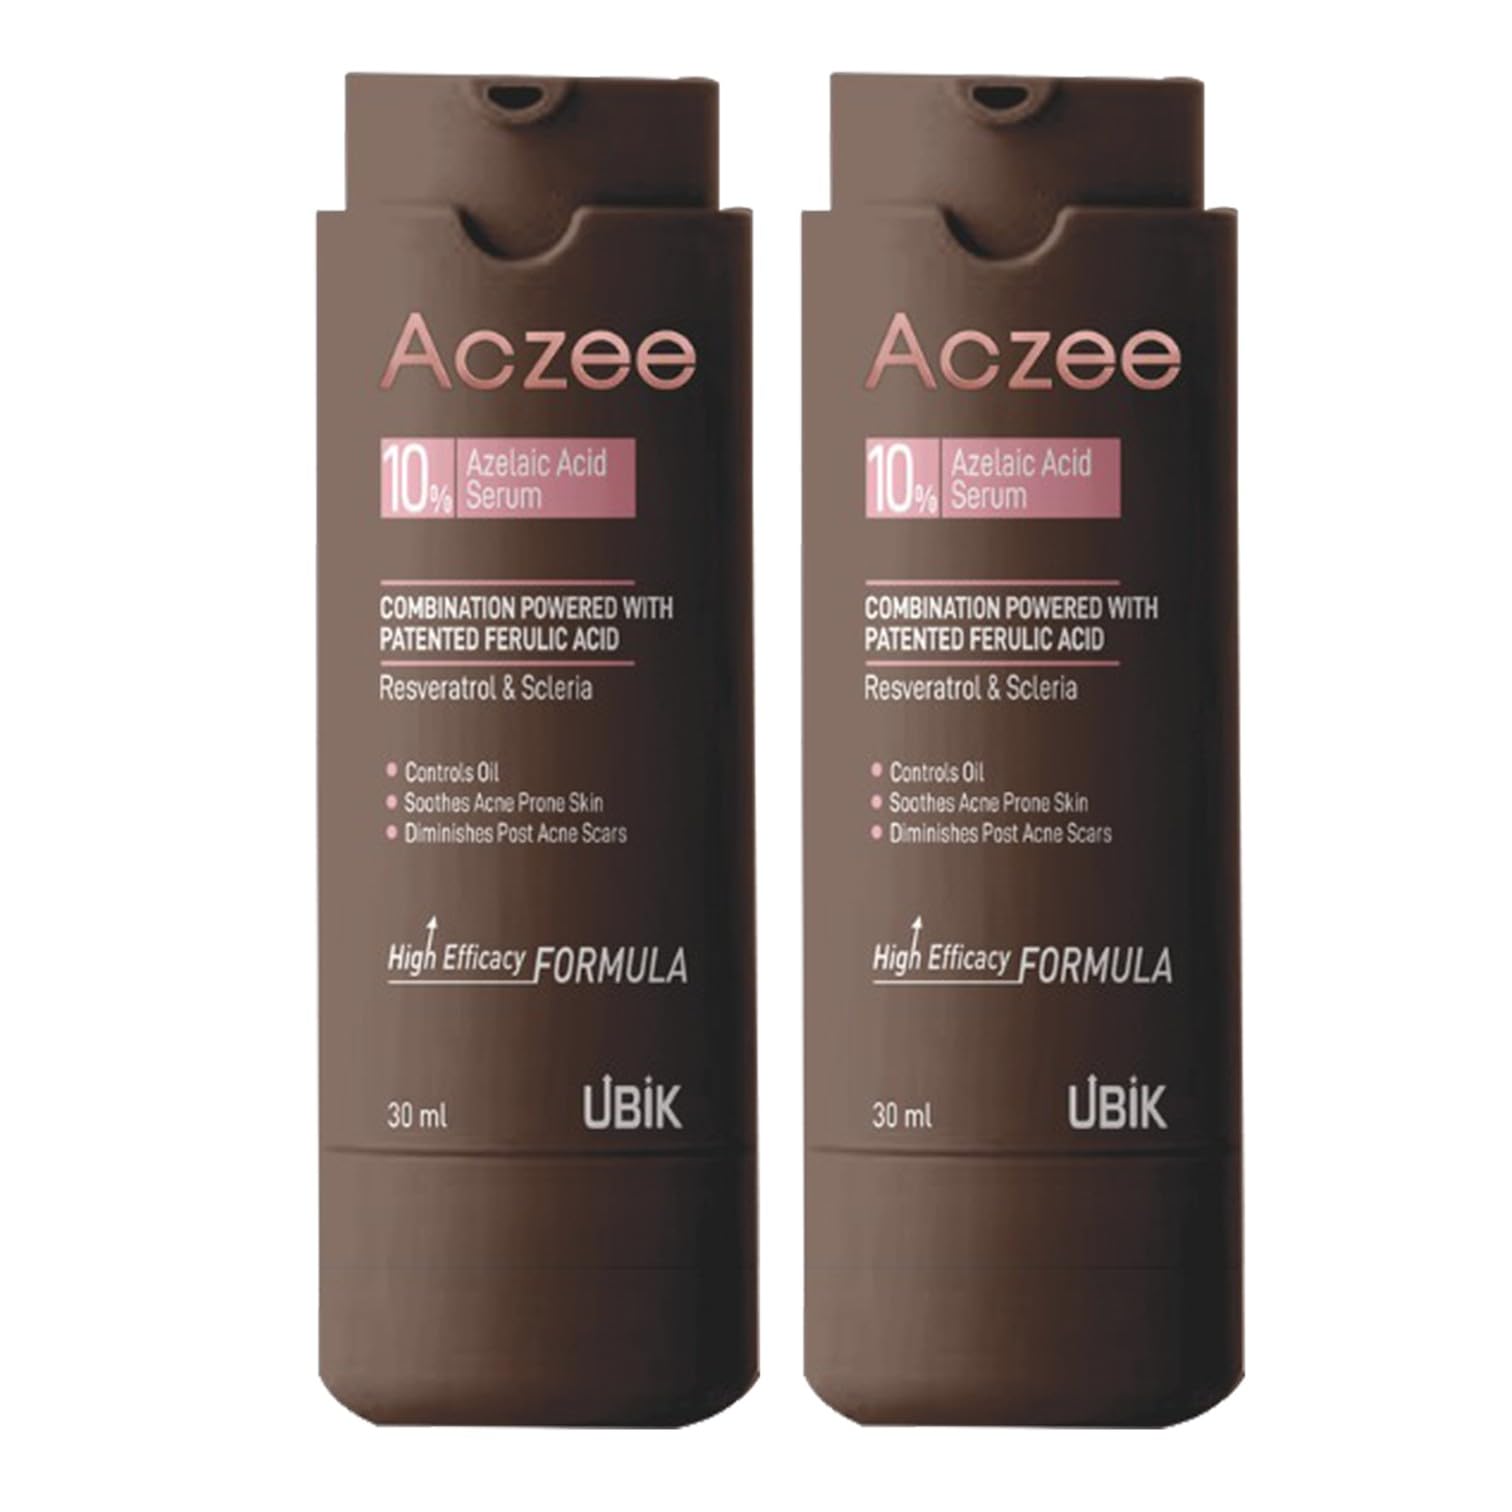 Aczee
10% Azelaic Acid
Serum
COMBINATION POWERED WITH
PATENTED FERULIC ACID
Resveratrol & Scleria
• Controls Oil
• Soothes Acne Prone Skin
• Diminishes Post Acne Scars
High Efficacy FORMULA
30 ml UBiK
Aczee
10% Azelaic Acid
Serum
COMBINATION POWERED WITH
PATENTED FERULIC ACID
Resveratrol & Scleria
• Controls Oil
• Soothes Acne Prone Skin
• Diminishes Post Acne Scars
High Efficacy FORMULA
30 ml UBiK